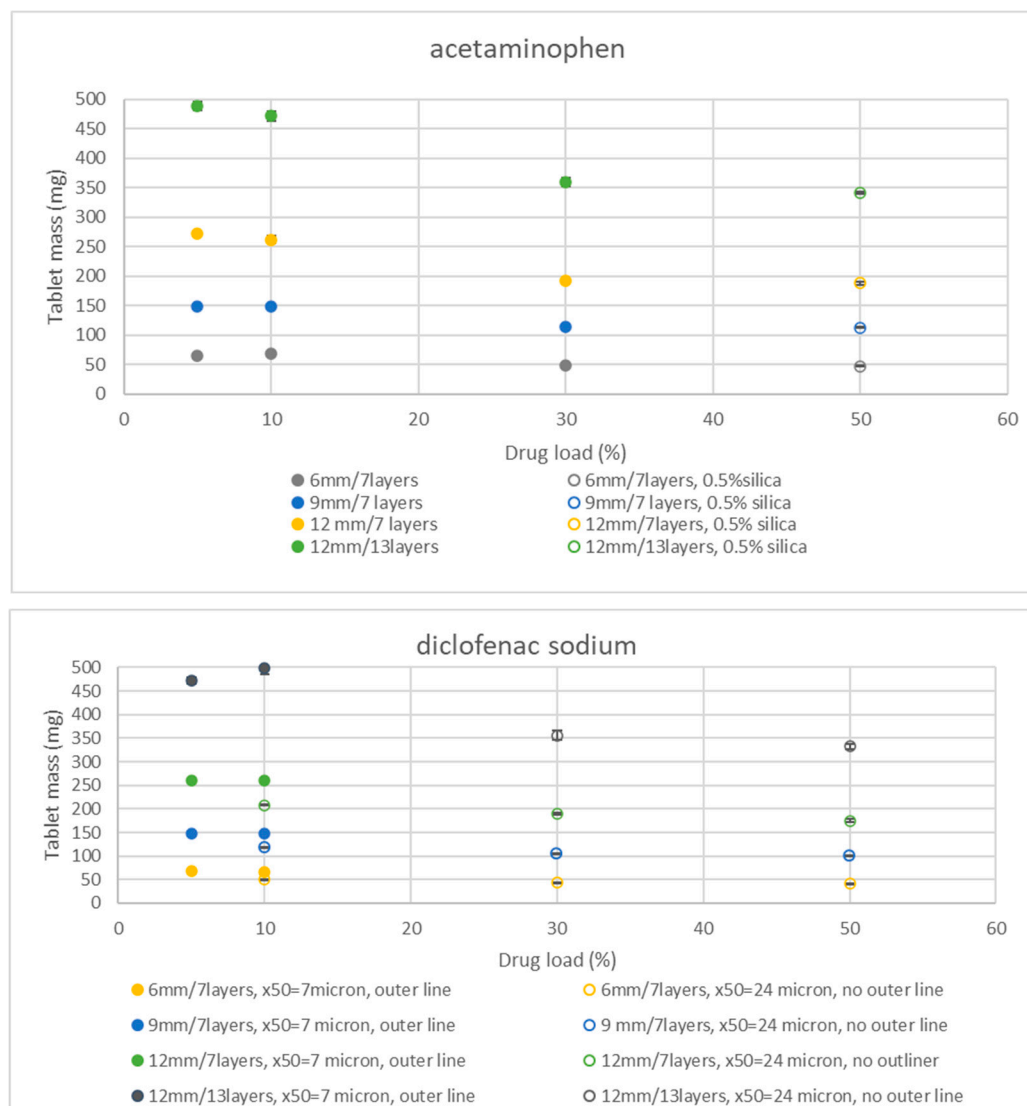 acetaminophen
500
450
400
350
300
250
200
150
100
50
0
Tablet mass (mg)
0 10 20 30 40 50 60
Drug load (%)
6mm/7layers 6mm/7layers, 0.5%silica
9mm/7 layers 9mm/7 layers, 0.5% silica
12 mm/7 layers 12mm/7layers, 0.5% silica
12mm/13layers 12mm/13layers, 0.5% silica
diclofenac sodium
500
450
400
350
300
250
200
150
100
50
0
Tablet mass (mg)
0 10 20 30 40 50 60
Drug load (%)
6mm/7layers, x50=7micron, outer line 6mm/7layers, x50=24 micron, no outer line
9mm/7layers, x50=7 micron, outer line 9 mm/7layers, x50=24 micron, no outer line
12mm/7layers, x50=7 micron, outer line 12mm/7layers, x50=24 micron, no outliner
12mm/13layers, x50=7 micron, outer line 12mm/13layers, x50=24 micron, no outer line